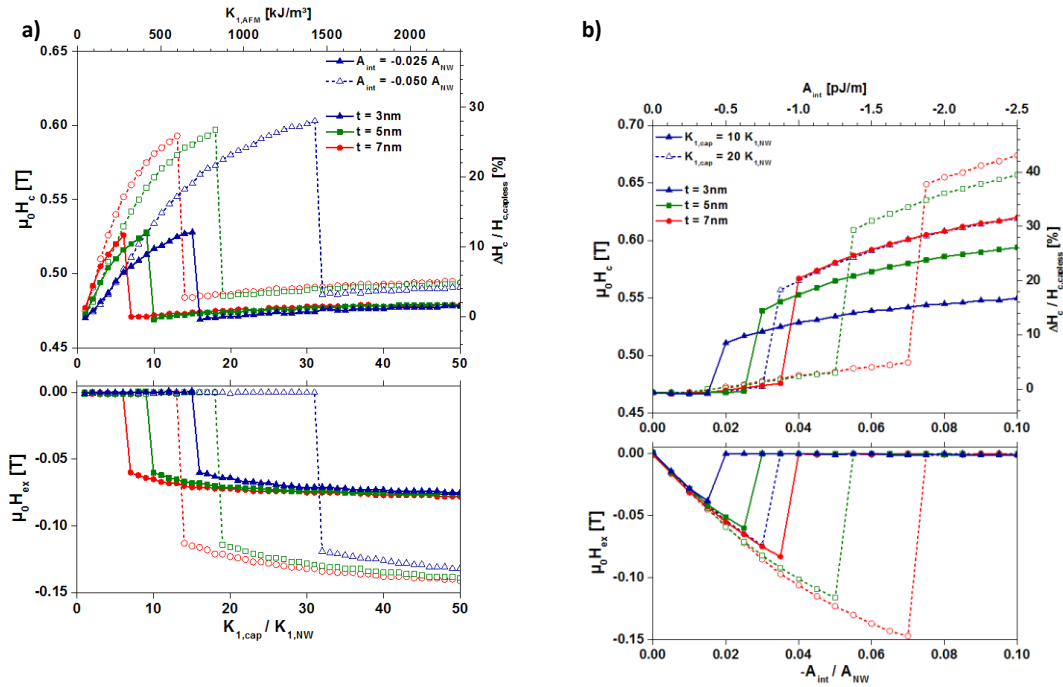 a)
K1,AFM [kJ/m³]
0 500 1000 1500 2000
0.65
0.60
0.55
0.50
0.45
μ0Hc [T]
Aint = -0.025 ANW
Aint = -0.050 ANW
t = 3nm
t = 5nm
t = 7nm
30
20
10
0
ΔHc / Hc,capless [%]
0.00
-0.05
-0.10
-0.15
μ0Hex [T]
0 10 20 30 40 50
K1,cap / K1,NW
b)
Aint [pJ/m]
0.0 -0.5 -1.0 -1.5 -2.0 -2.5
0.70
0.65
0.60
0.55
0.50
0.45
μ0Hc [T]
K1,cap = 10 K1,NW
K1,cap = 20 K1,NW
t = 3nm
t = 5nm
t = 7nm
40
30
20
10
0
ΔHc / Hc,capless [%]
0.00
-0.05
-0.10
-0.15
μ0Hex [T]
0.00 0.02 0.04 0.06 0.08 0.10
-Aint / ANW